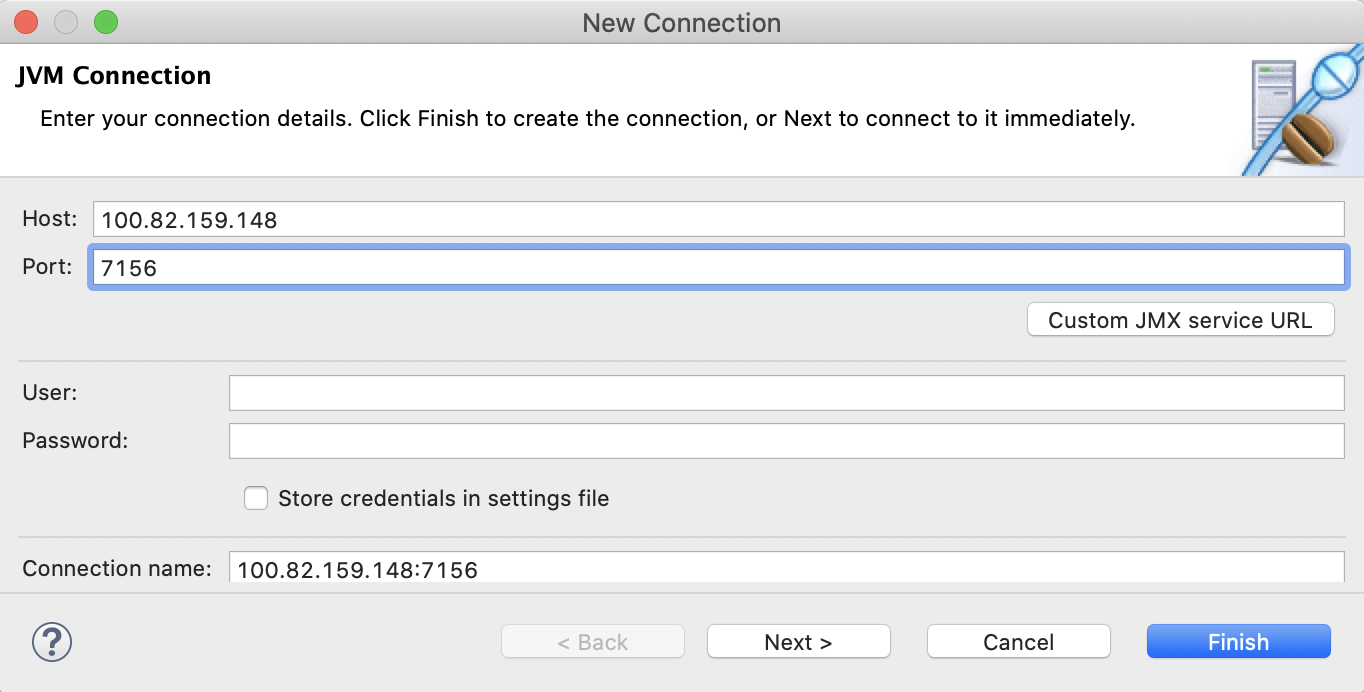 New Connection
JVM Connection
Enter your connection details. Click Finish to create the connection, or Next to connect to it immediately.
Host: 100.82.159.148
Port: 7156
Custom JMX service URL
User:
Password:
Store credentials in settings file
Connection name: 100.82.159.148:7156
? < Back Next > Cancel Finish